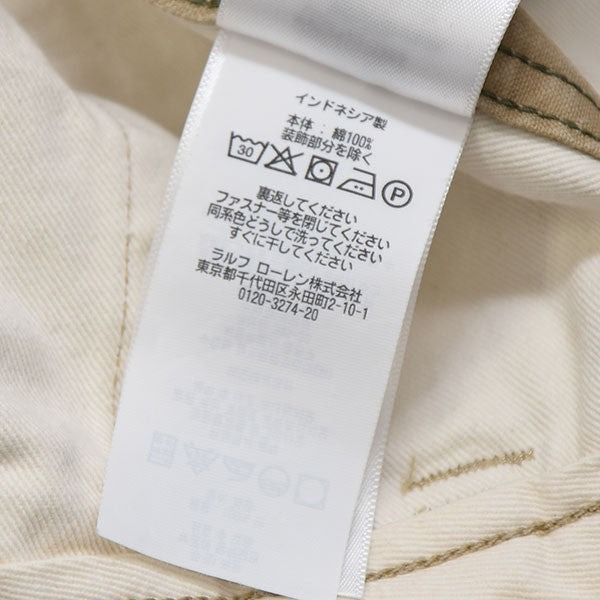 インドネシア製
本体：綿100%
装飾部分を除く
30 P
裏返してください
ファスナー等を閉じてください
同系色どうしで洗ってください
すぐに干してください
ラルフ ローレン株式会社
東京都千代田区永田町2-10-1
0120-3274-20